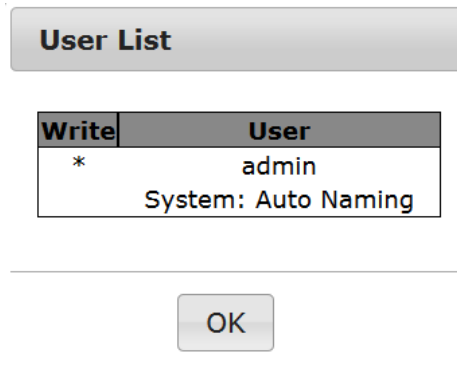 User List
Write User
* admin
System: Auto Naming
OK